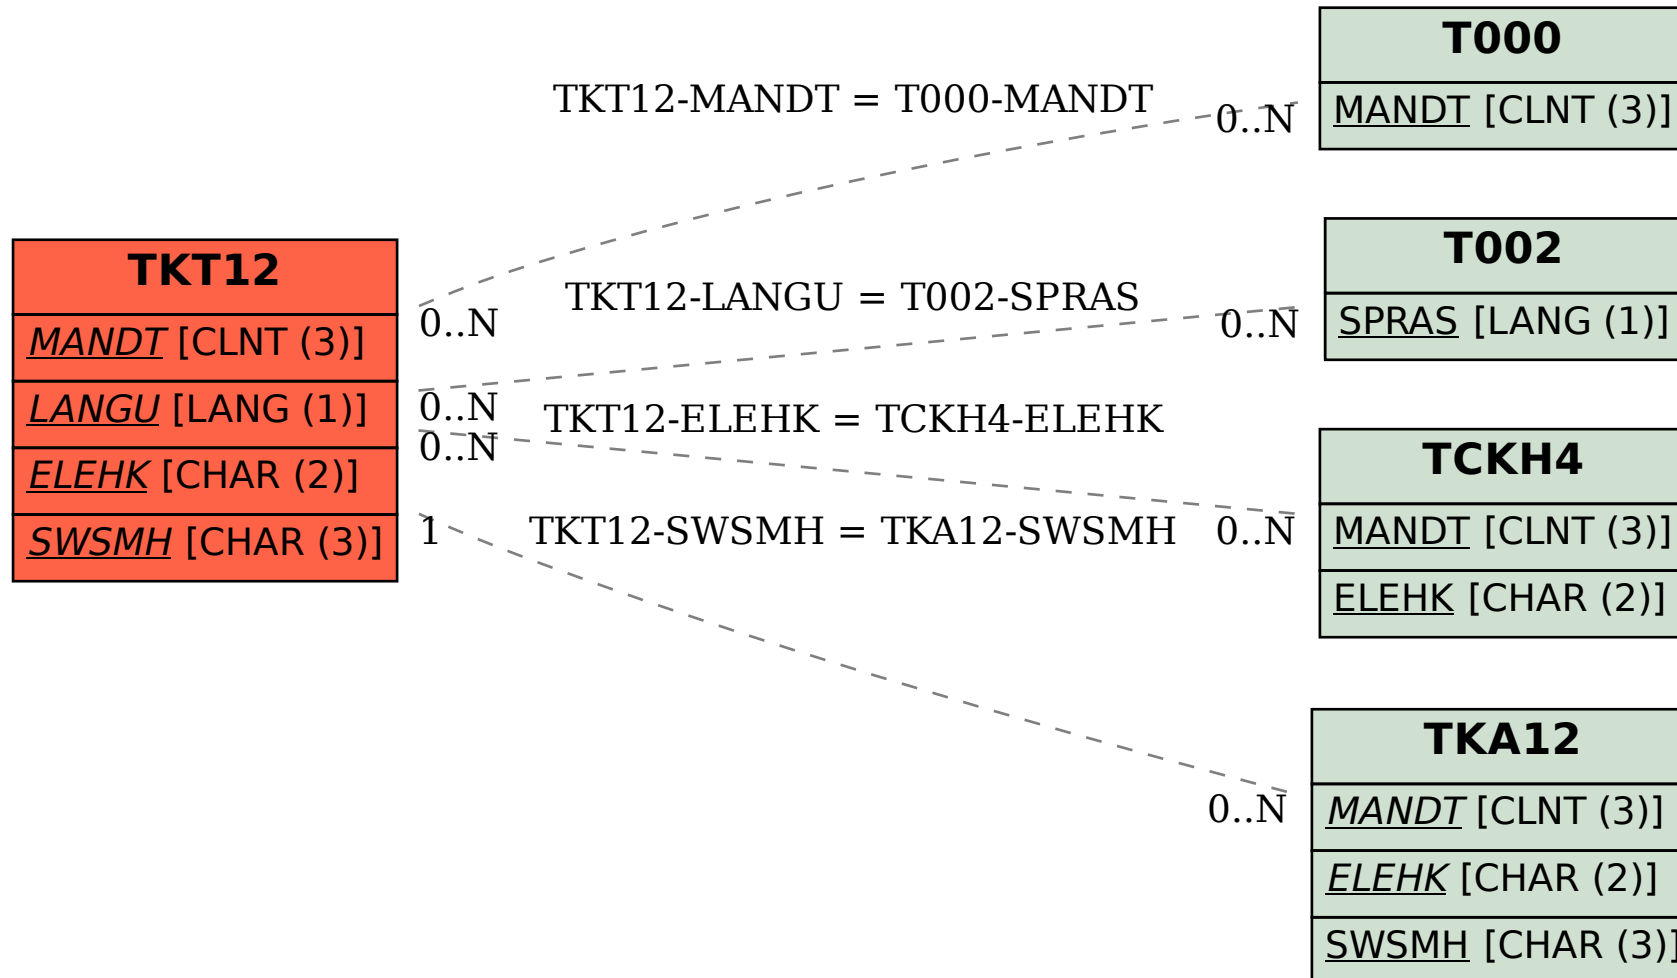 TKT12
MANDT [CLNT (3)]
LANGU [LANG (1)]
ELEHK [CHAR (2)]
SWSMH [CHAR (3)]
TKT12-MANDT = T000-MANDT
0..N
0..N
TKT12-LANGU = T002-SPRAS
0..N
0..N
TKT12-ELEHK = TCKH4-ELEHK
0..N
0..N
TKT12-SWSMH = TKA12-SWSMH
1
0..N
T000
MANDT [CLNT (3)]
T002
SPRAS [LANG (1)]
TCKH4
MANDT [CLNT (3)]
ELEHK [CHAR (2)]
TKA12
MANDT [CLNT (3)]
ELEHK [CHAR (2)]
SWSMH [CHAR (3)]